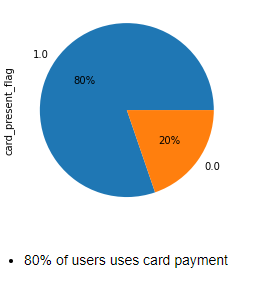 1.0
card_present_flag
80%
20%
0.0
• 80% of users uses card payment